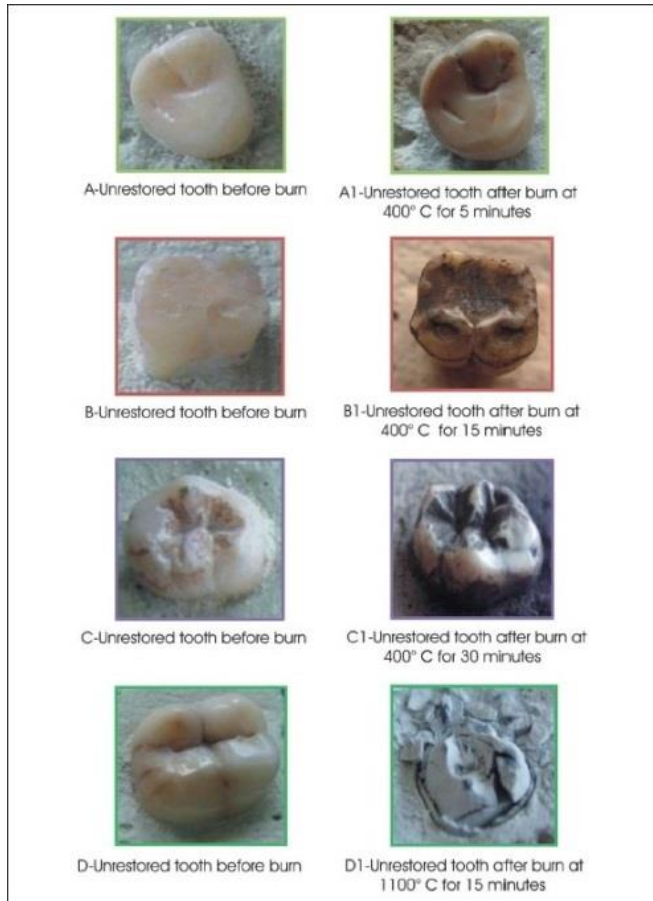 A-Unrestored tooth before burn
A1-Unrestored tooth after burn at
400° C for 5 minutes
B-Unrestored tooth before burn
B1-Unrestored tooth after burn at
400° C for 15 minutes
C-Unrestored tooth before burn
C1-Unrestored tooth after burn at
400° C for 30 minutes
D-Unrestored tooth before burn
D1-Unrestored tooth after burn at
1100° C for 15 minutes